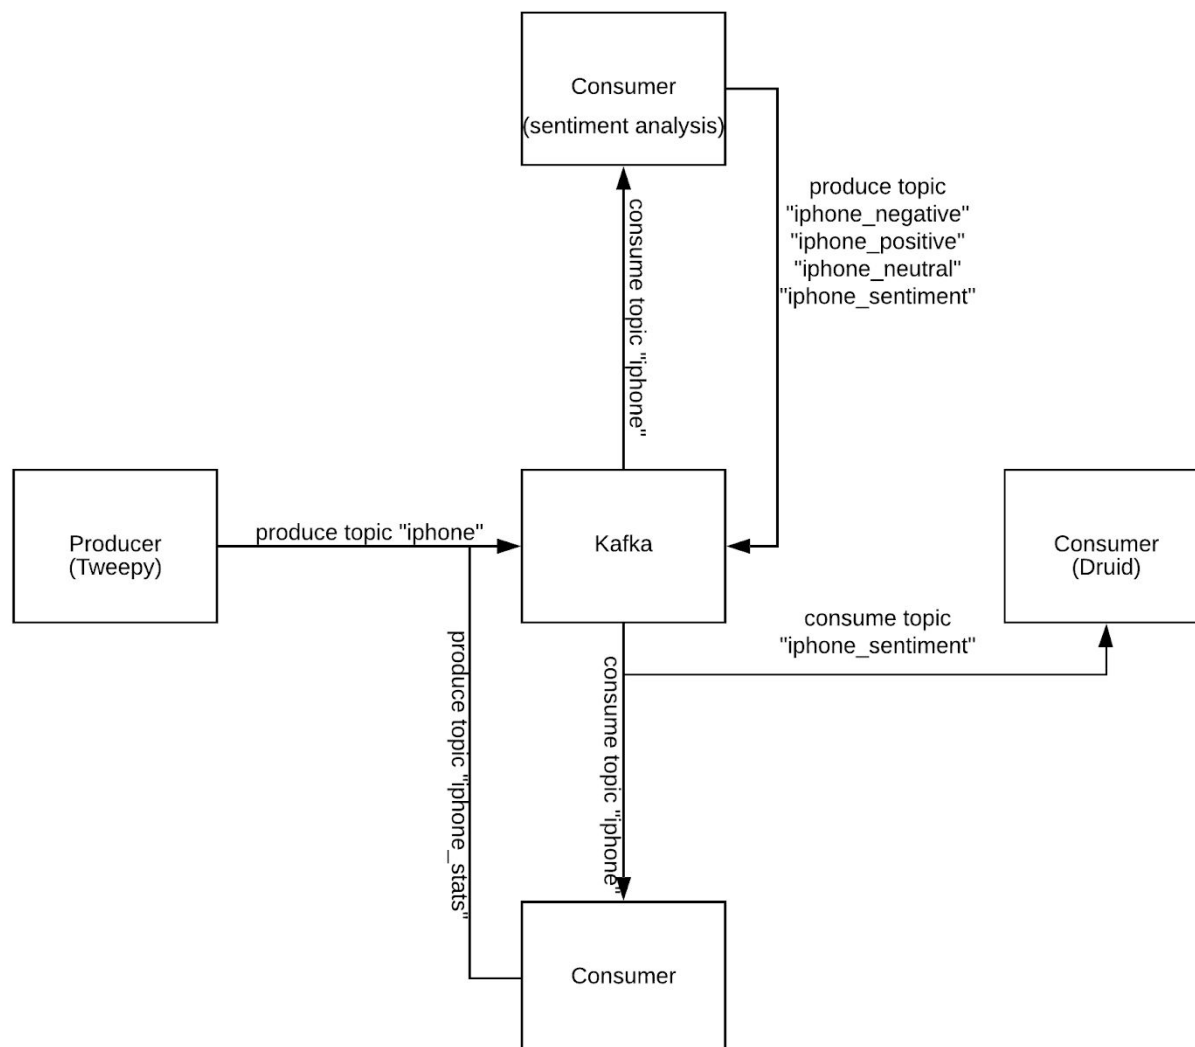 Consumer
(sentiment analysis)
produce topic
"iphone_negative"
"iphone_positive"
"iphone_neutral"
"iphone_sentiment"
consume topic "iphone"
Producer
(Tweepy)
produce topic "iphone"
Kafka
Consumer
(Druid)
consume topic
"iphone_sentiment"
produce topic "iphone_stats"
consume topic "iphone"
Consumer